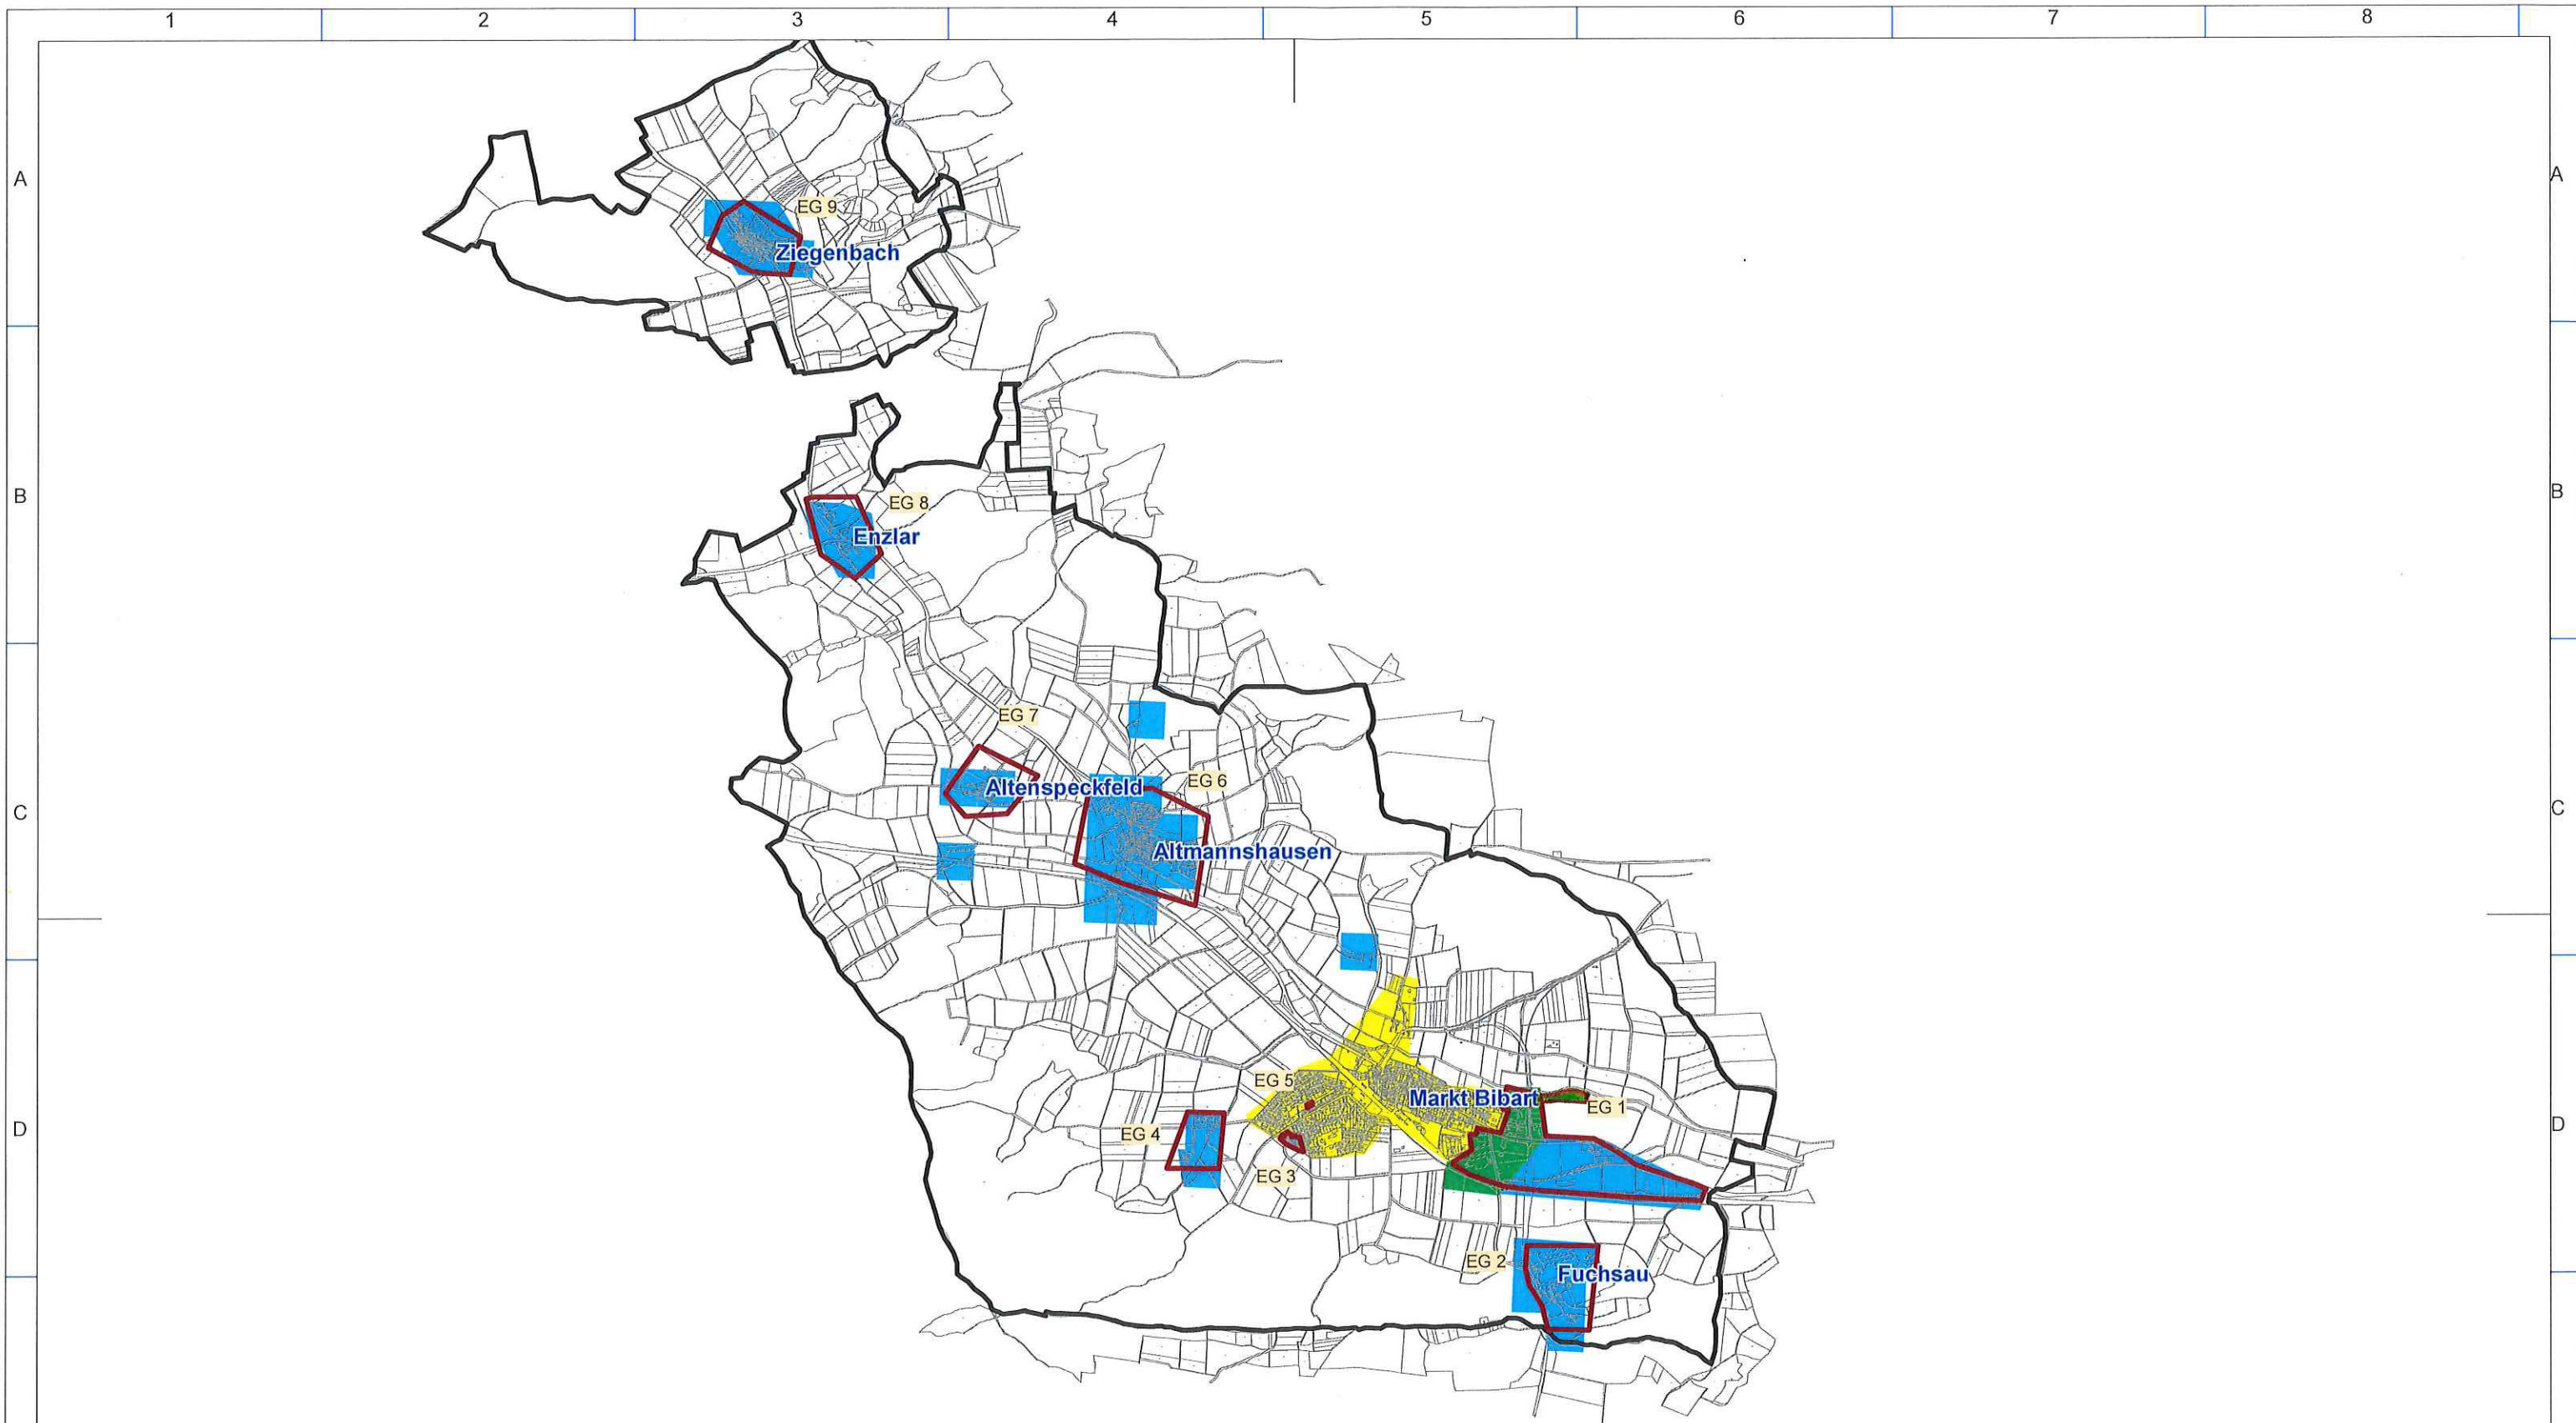 1 2 3 4 5 6 7 8
A A
EG 9
Ziegenbach
B B
EG 8
Enzlar
EG 7
EG 6
Altenspeckfeld
C C
Altmannshausen
EG 5
Markt Bibart
EG 1
D D
EG 4
EG 3
EG 2
Fuchsau